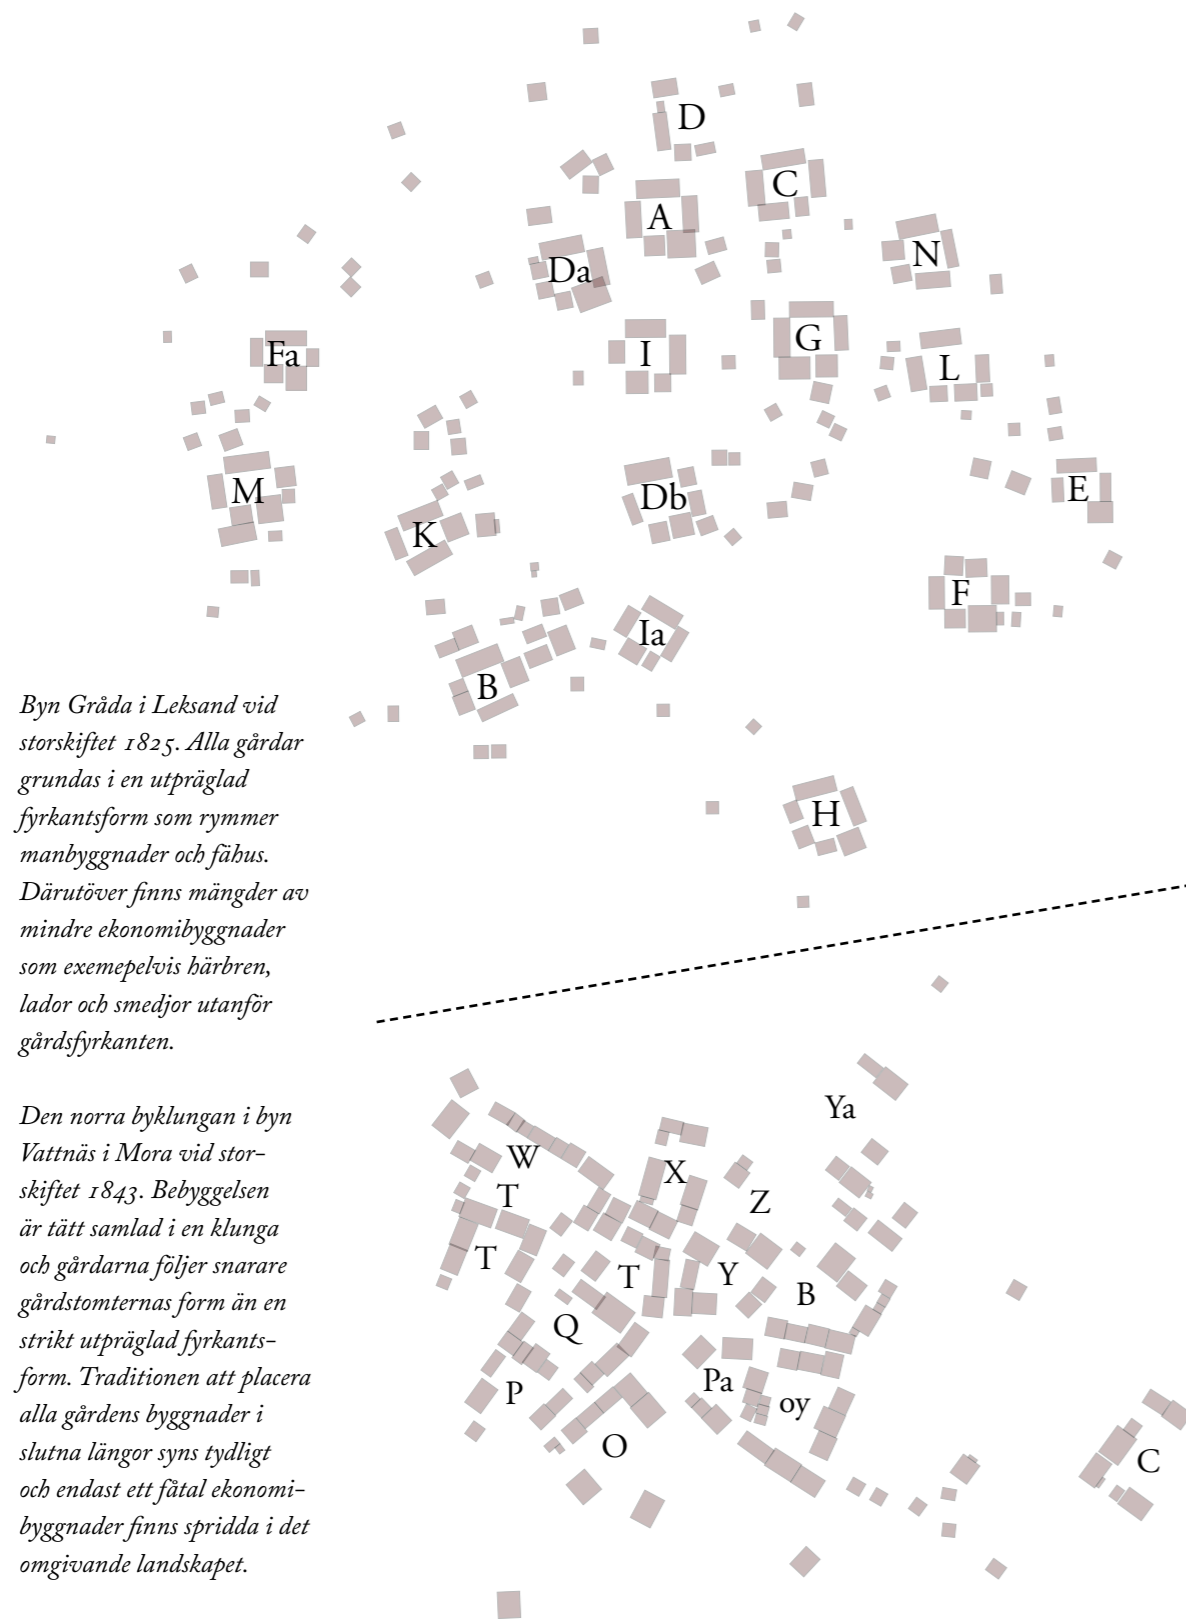 D
C
A
N
Da
G
Fa
I
L
M
Db
E
K
F
Ia
B
H
Byn Gråda i Leksand vid
storskiftet 1825. Alla gårdar
grundas i en utpräglad
fyrkantsform som rymmer
manbyggnader och fähus.
Därutöver finns mängder av
mindre ekonomibyggnader
som exemepelvis härbren,
lador och smedjor utanför
gårdsfyrkanten.
Den norra byklungan i byn
Vattnäs i Mora vid stor-
skiftet 1843. Bebyggelsen
är tätt samlad i en klunga
och gårdarna följer snarare
gårdstomternas form än en
strikt utpräglad fyrkants-
form. Traditionen att placera
alla gårdens byggnader i
slutna längor syns tydligt
och endast ett fåtal ekonomi-
byggnader finns spridda i det
omgivande landskapet.
Ya
W
X
T
Z
T
T
Y
B
Q
Pa
P
oy
O
C